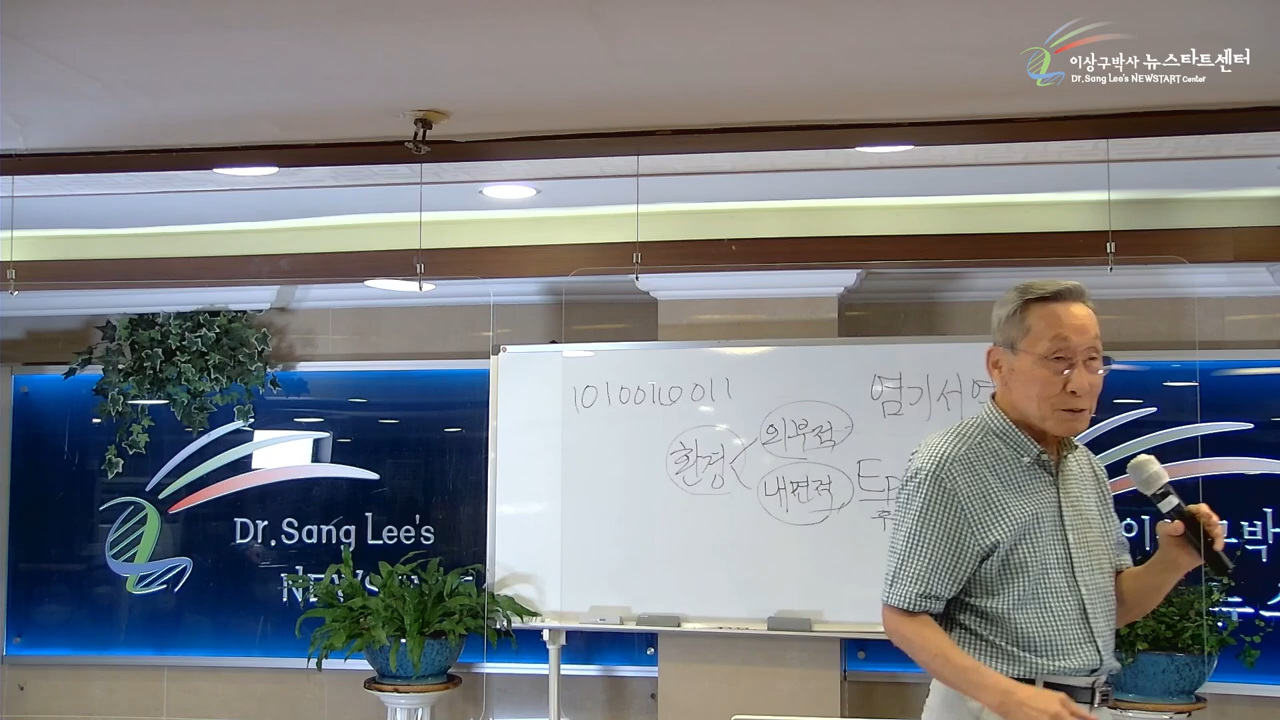 이상구박사 뉴스타트센터
Dr. Sang Lee's NEWSTART Center
1010010011
염기서
환경
외부적
내면적
Dr. Sang Lee's